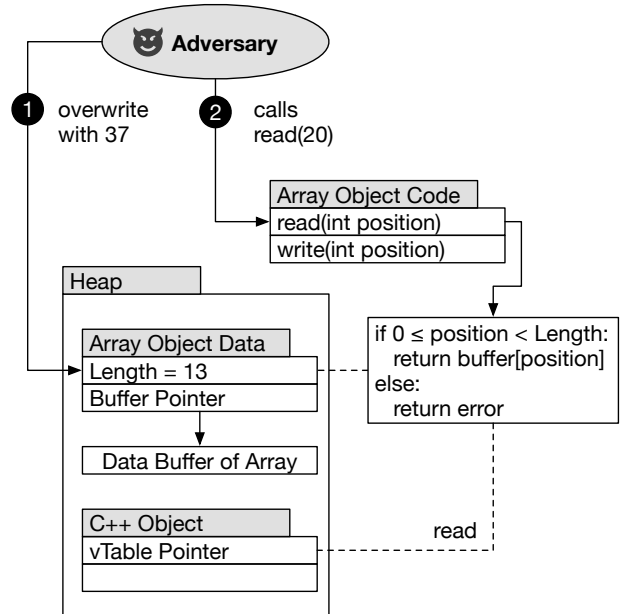 Adversary
1
overwrite
with 37
2
calls
read(20)
Array Object Code
read(int position)
write(int position)
Heap
Array Object Data
Length = 13
Buffer Pointer
Data Buffer of Array
if 0 ≤ position < Length:
return buffer[position]
else:
return error
C++ Object
vTable Pointer
read